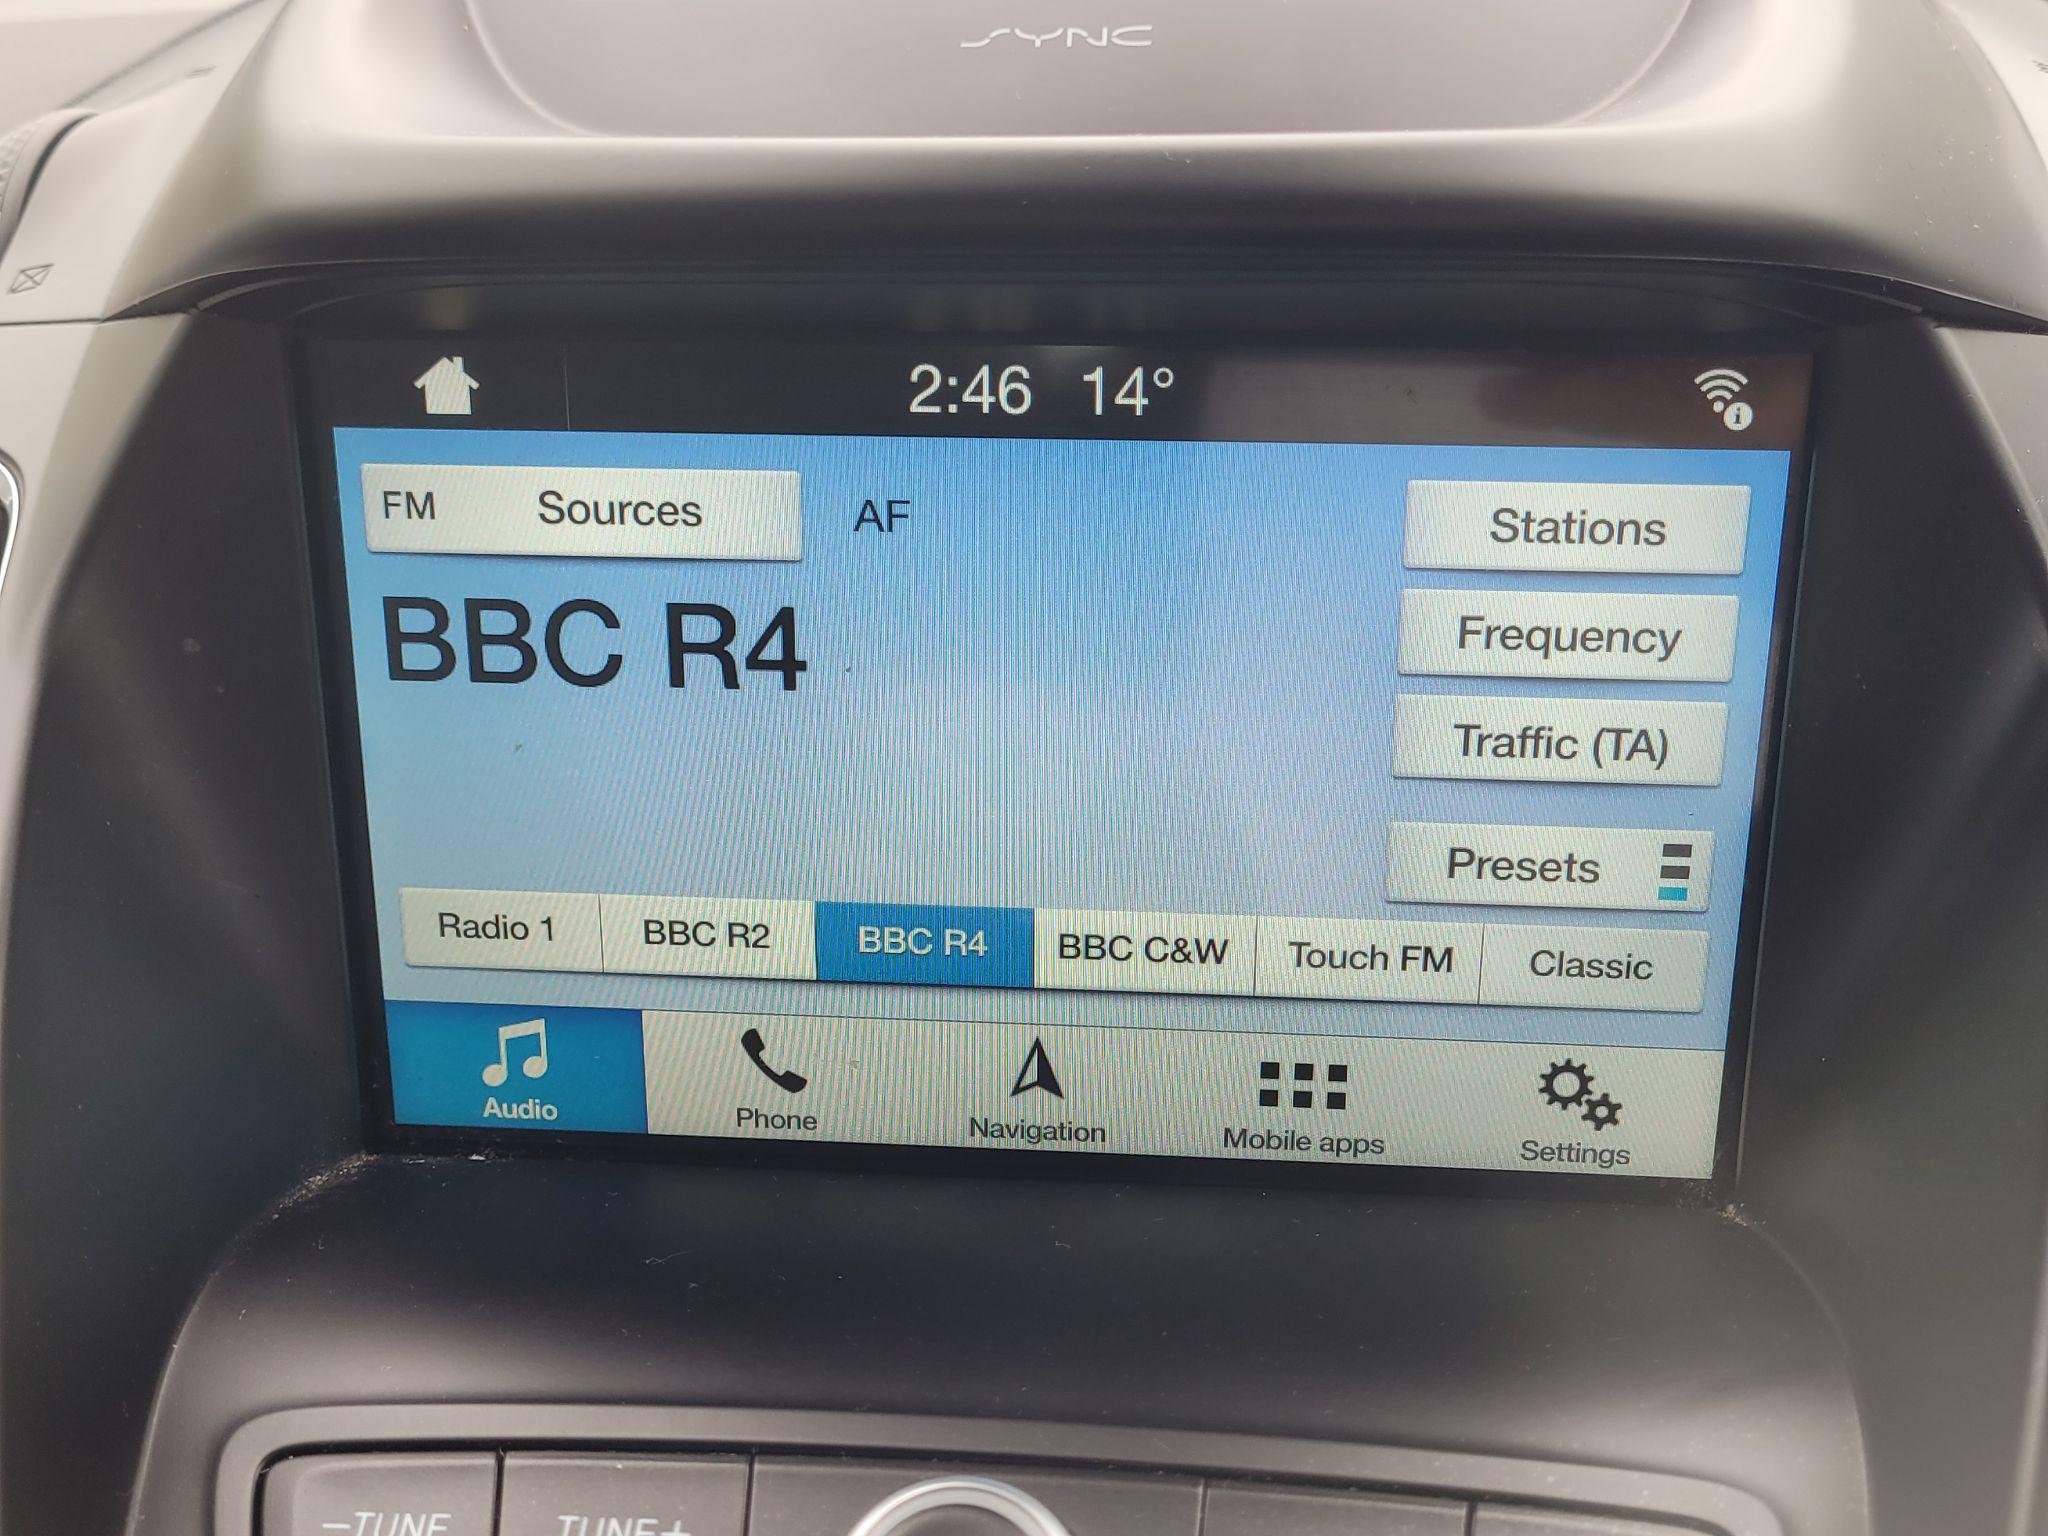 SYNC
2:46 14°
FM Sources AF Stations
BBC R4
Frequency
Traffic (TA)
Presets
Radio 1 BBC R2 BBC R4 BBC C&W Touch FM Classic
Audio Phone Navigation Mobile apps Settings
–TUNE TUNE+